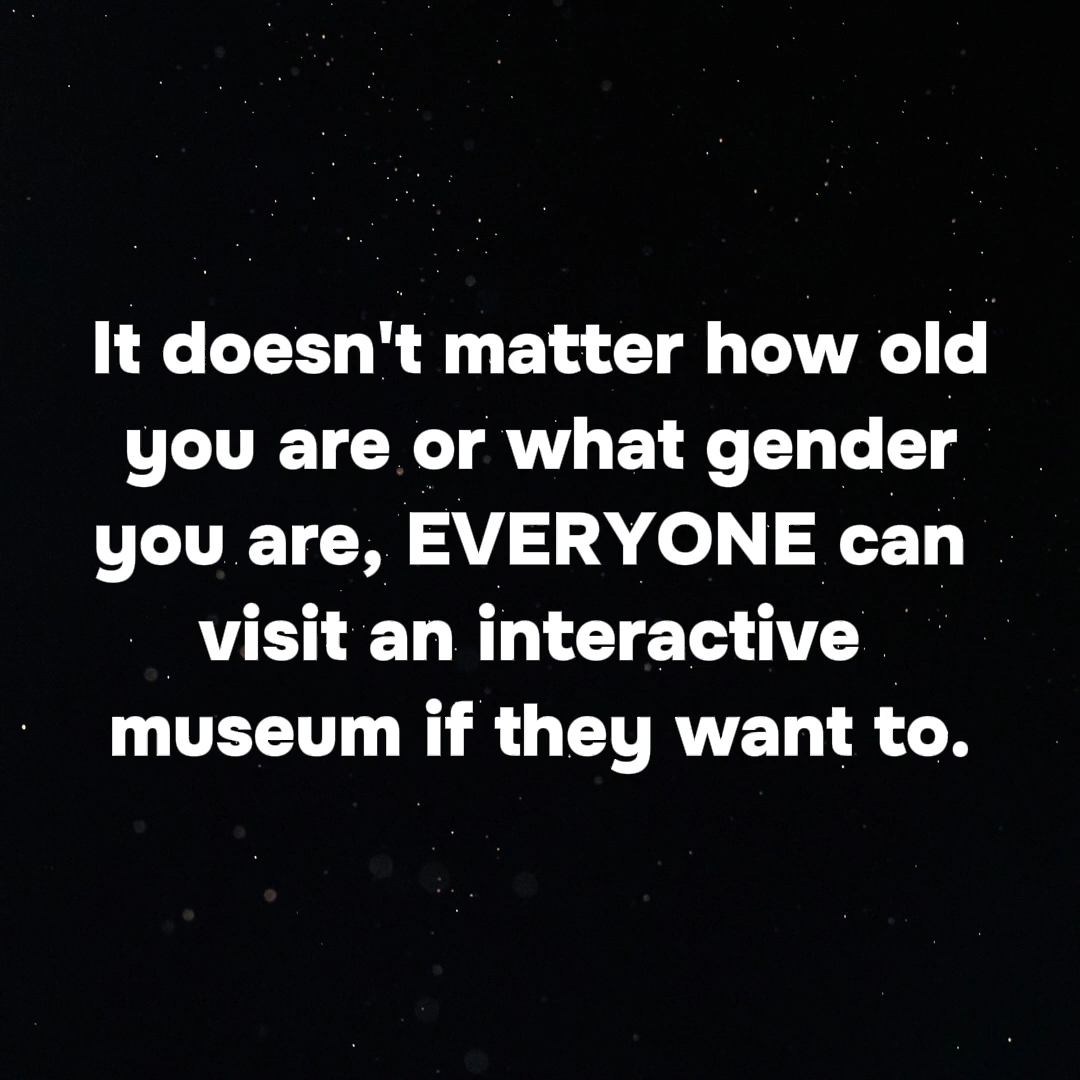 It doesn't matter how old
you are or what gender
you are, EVERYONE can
visit an interactive
museum if they want to.